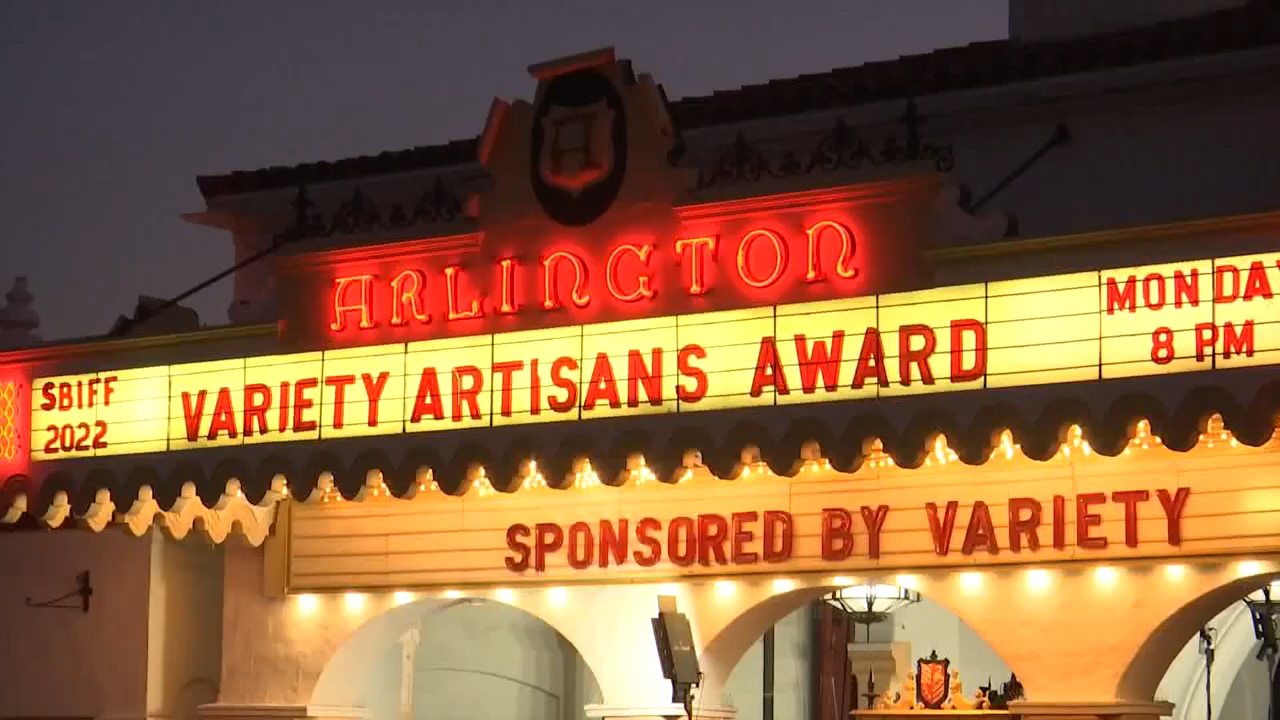 ARLINGTON
SBIFF
2022
VARIETY ARTISANS AWARD
MONDAY
8 PM
SPONSORED BY VARIETY